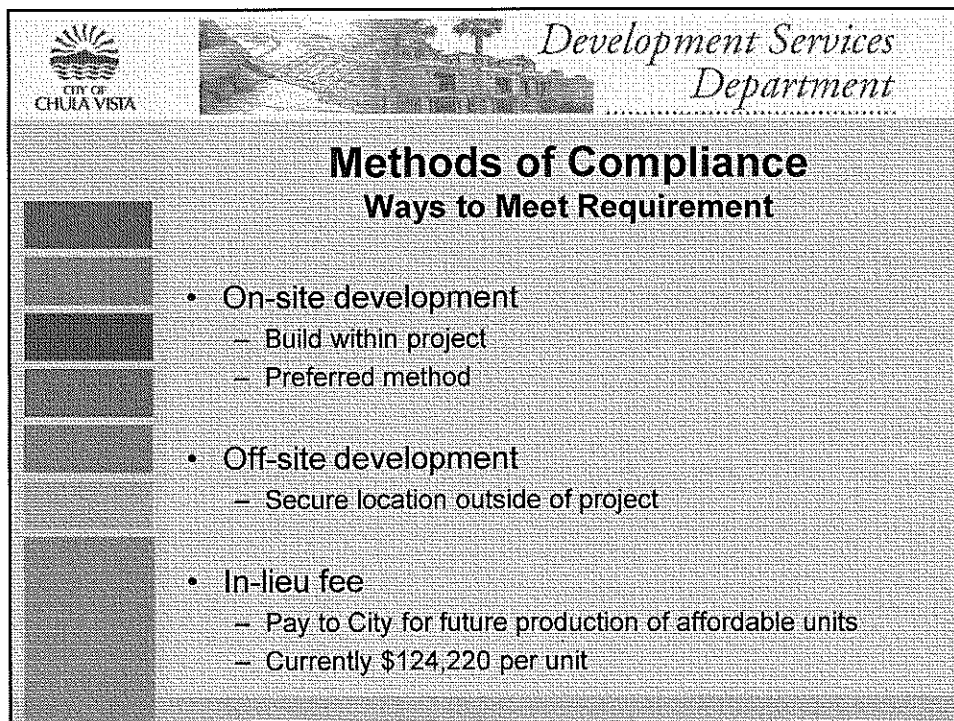 CITY OF
CHULA VISTA
Development Services
Department
Methods of Compliance
Ways to Meet Requirement
• On-site development
– Build within project
– Preferred method
• Off-site development
– Secure location outside of project
• In-lieu fee
– Pay to City for future production of affordable units
– Currently $124,220 per unit